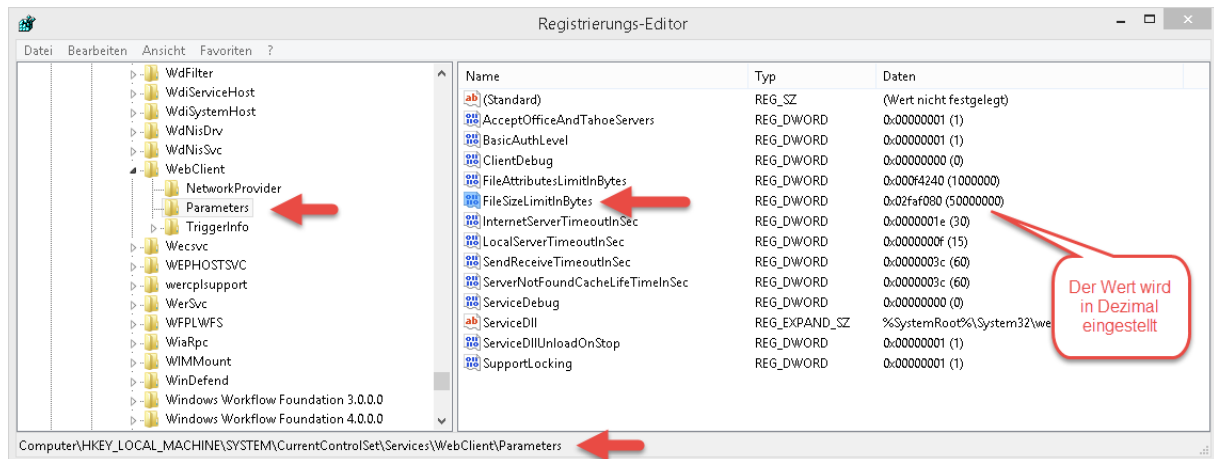 Registrierungs-Editor
Datei Bearbeiten Ansicht Favoriten ?
WdFilter
WdiServiceHost
WdiSystemHost
WdNisDrv
WdNisSvc
WebClient
NetworkProvider
Parameters
TriggerInfo
Wecsvc
WEPHOSTSVC
wercplsupport
WerSvc
WFPLWFS
WiaRpc
WIMMount
WinDefend
Windows Workflow Foundation 3.0.0.0
Windows Workflow Foundation 4.0.0.0
Name Typ Daten
(Standard) REG_SZ (Wert nicht festgelegt)
AcceptOfficeAndTahoeServers REG_DWORD 0x00000001 (1)
BasicAuthLevel REG_DWORD 0x00000001 (1)
ClientDebug REG_DWORD 0x00000000 (0)
FileAttributesLimitInBytes REG_DWORD 0x000f4240 (1000000)
FileSizeLimitInBytes REG_DWORD 0x02faf080 (50000000)
InternetServerTimeoutInSec REG_DWORD 0x0000001e (30)
LocalServerTimeoutInSec REG_DWORD 0x0000000f (15)
SendReceiveTimeoutInSec REG_DWORD 0x0000003c (60)
ServerNotFoundCacheLifeTimeInSec REG_DWORD 0x0000003c (60)
ServiceDebug REG_DWORD 0x00000000 (0)
ServiceDll REG_EXPAND_SZ %SystemRoot%\System32\we
ServiceDllUnloadOnStop REG_DWORD 0x00000001 (1)
SupportLocking REG_DWORD 0x00000001 (1)
Der Wert wird
in Dezimal
eingestellt
Computer\HKEY_LOCAL_MACHINE\SYSTEM\CurrentControlSet\Services\WebClient\Parameters